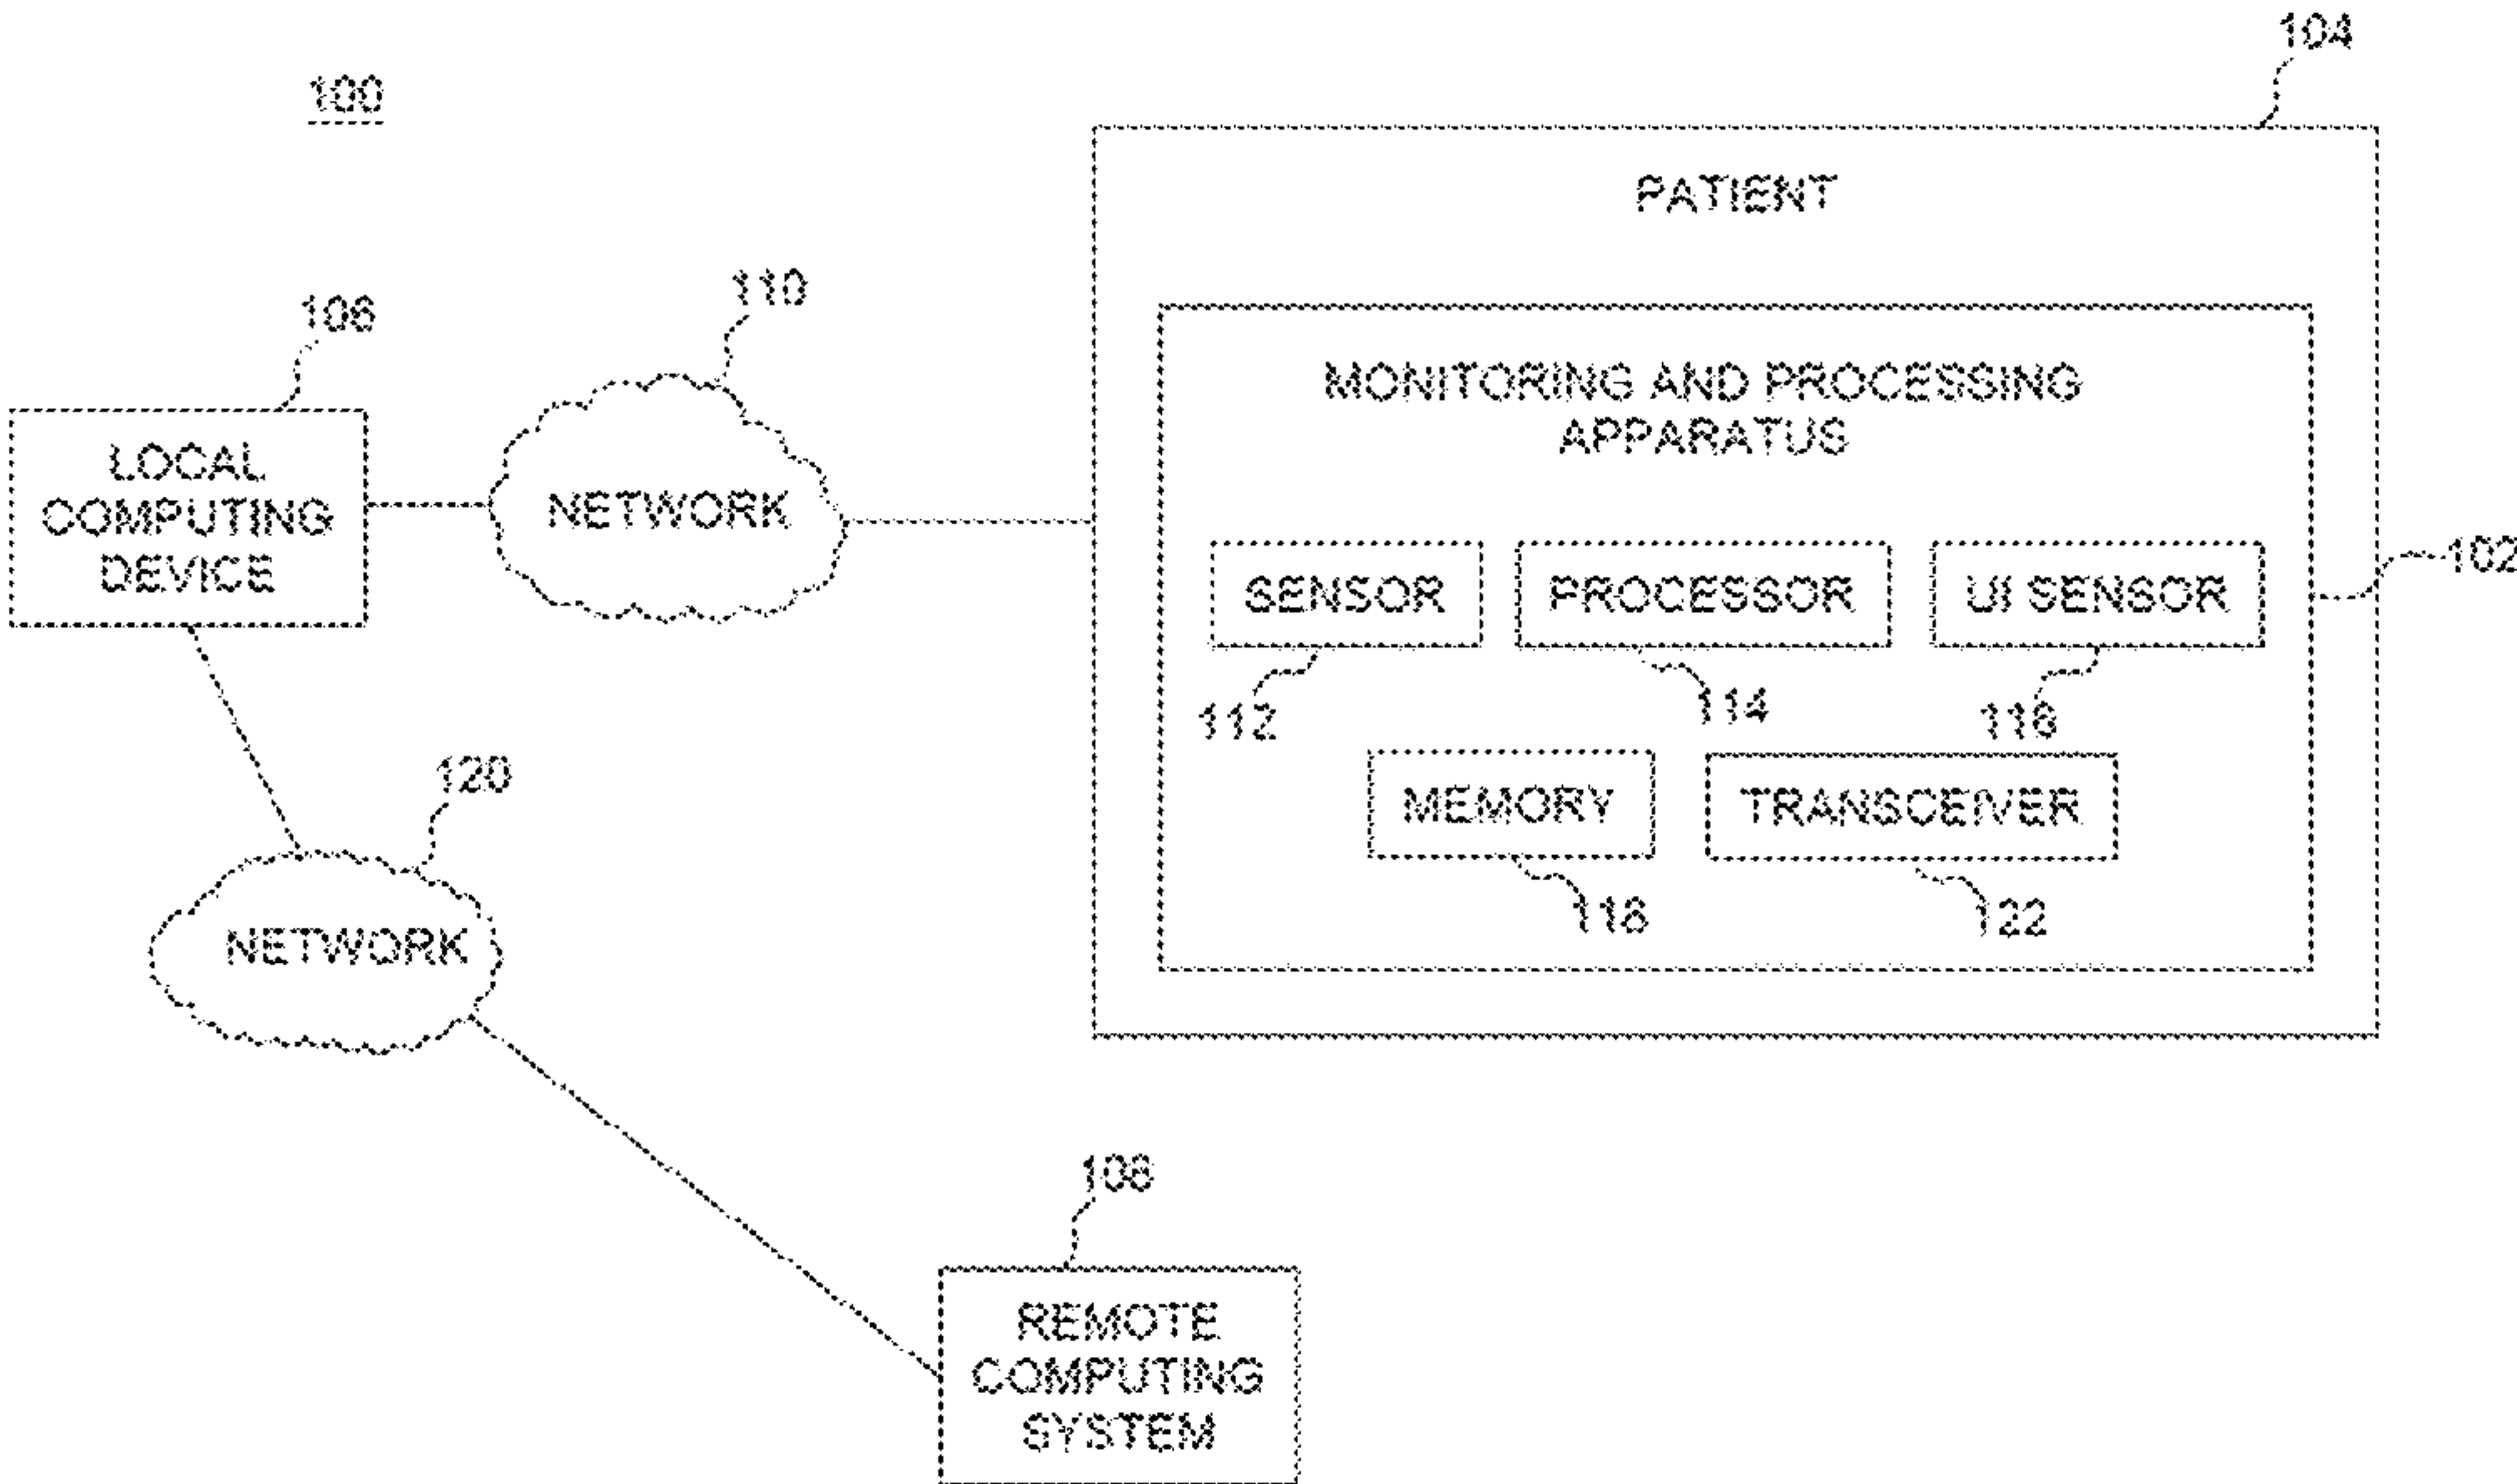 100
104
PATIENT
110
106
MONITORING AND PROCESSING
APPARATUS
LOCAL
COMPUTING
DEVICE
NETWORK
102
SENSOR
PROCESSOR
UI SENSOR
112
114
116
120
MEMORY
TRANSCEIVER
118
122
NETWORK
108
REMOTE
COMPUTING
SYSTEM